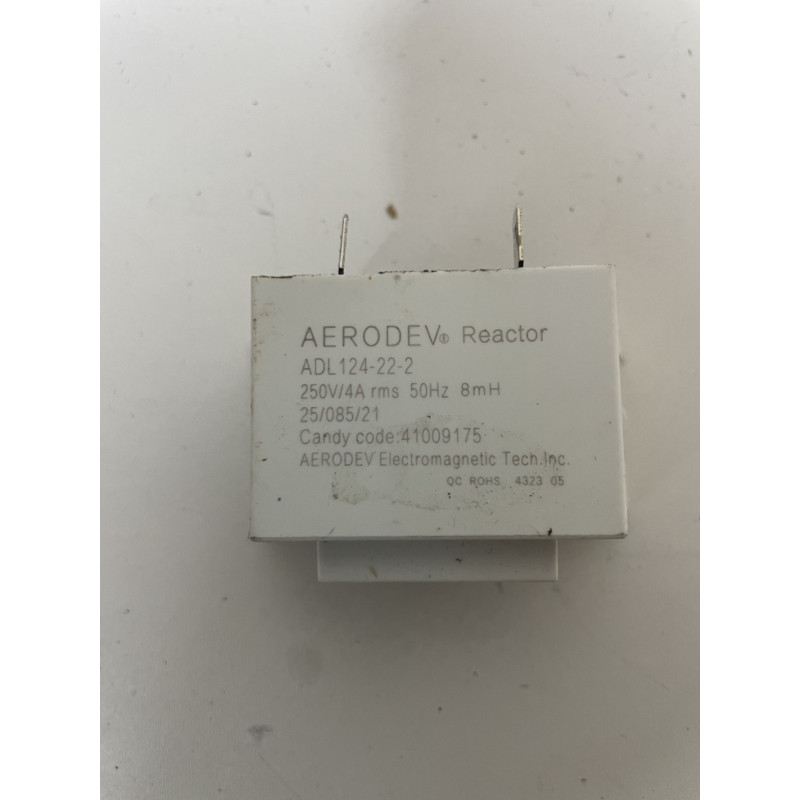 AERODEV® Reactor
ADL124-22-2
250V/4A rms 50Hz 8mH
25/085/21
Candy code:41009175
AERODEV Electromagnetic Tech.Inc.
QC ROHS 4323 05